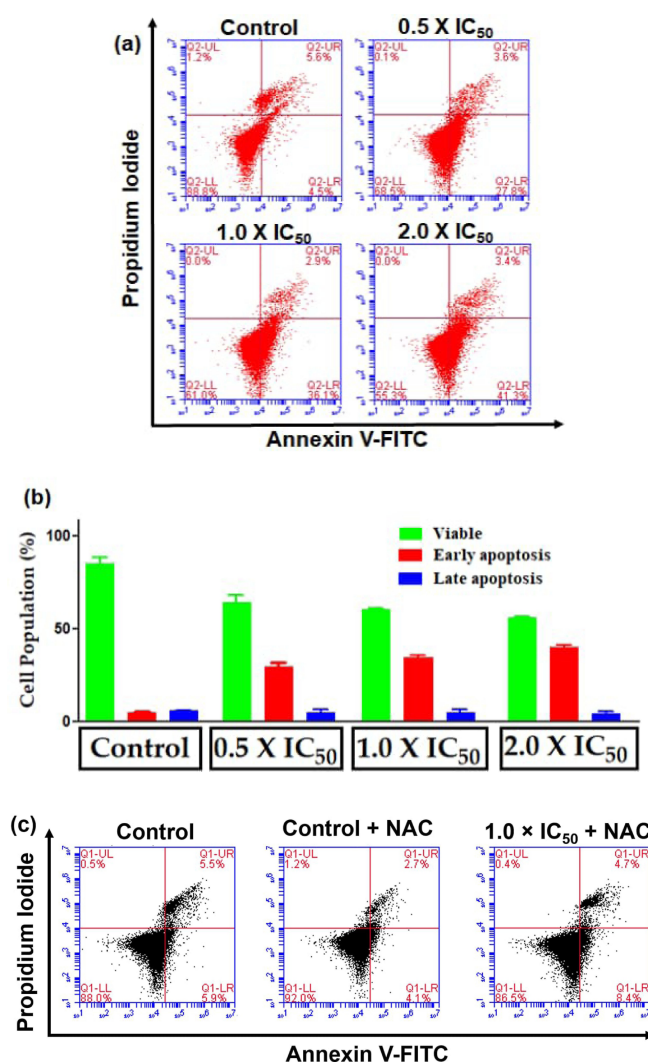 (a)
Control
0.5 X IC50
Q2-UL
1.2%
Q2-UR
5.6%
Q2-LL
88.8%
Q2-LR
4.5%
Q2-UL
0.1%
Q2-UR
3.6%
Q2-LL
68.5%
Q2-LR
27.8%
1.0 X IC50
2.0 X IC50
Q2-UL
0.0%
Q2-UR
2.9%
Q2-LL
61.0%
Q2-LR
36.1%
Q2-UL
0.0%
Q2-UR
3.4%
Q2-LL
55.3%
Q2-LR
41.3%
Propidium Iodide
Annexin V-FITC
(b)
Cell Population (%)
100
50
0
Viable
Early apoptosis
Late apoptosis
Control
0.5 X IC50
1.0 X IC50
2.0 X IC50
(c)
Control
Control + NAC
1.0 × IC50 + NAC
Q1-UL
0.5%
Q1-UR
5.5%
Q1-LL
88.0%
Q1-LR
5.9%
Q1-UL
1.2%
Q1-UR
2.7%
Q1-LL
92.0%
Q1-LR
4.1%
Q1-UL
0.4%
Q1-UR
4.7%
Q1-LL
86.5%
Q1-LR
8.4%
Propidium Iodide
Annexin V-FITC